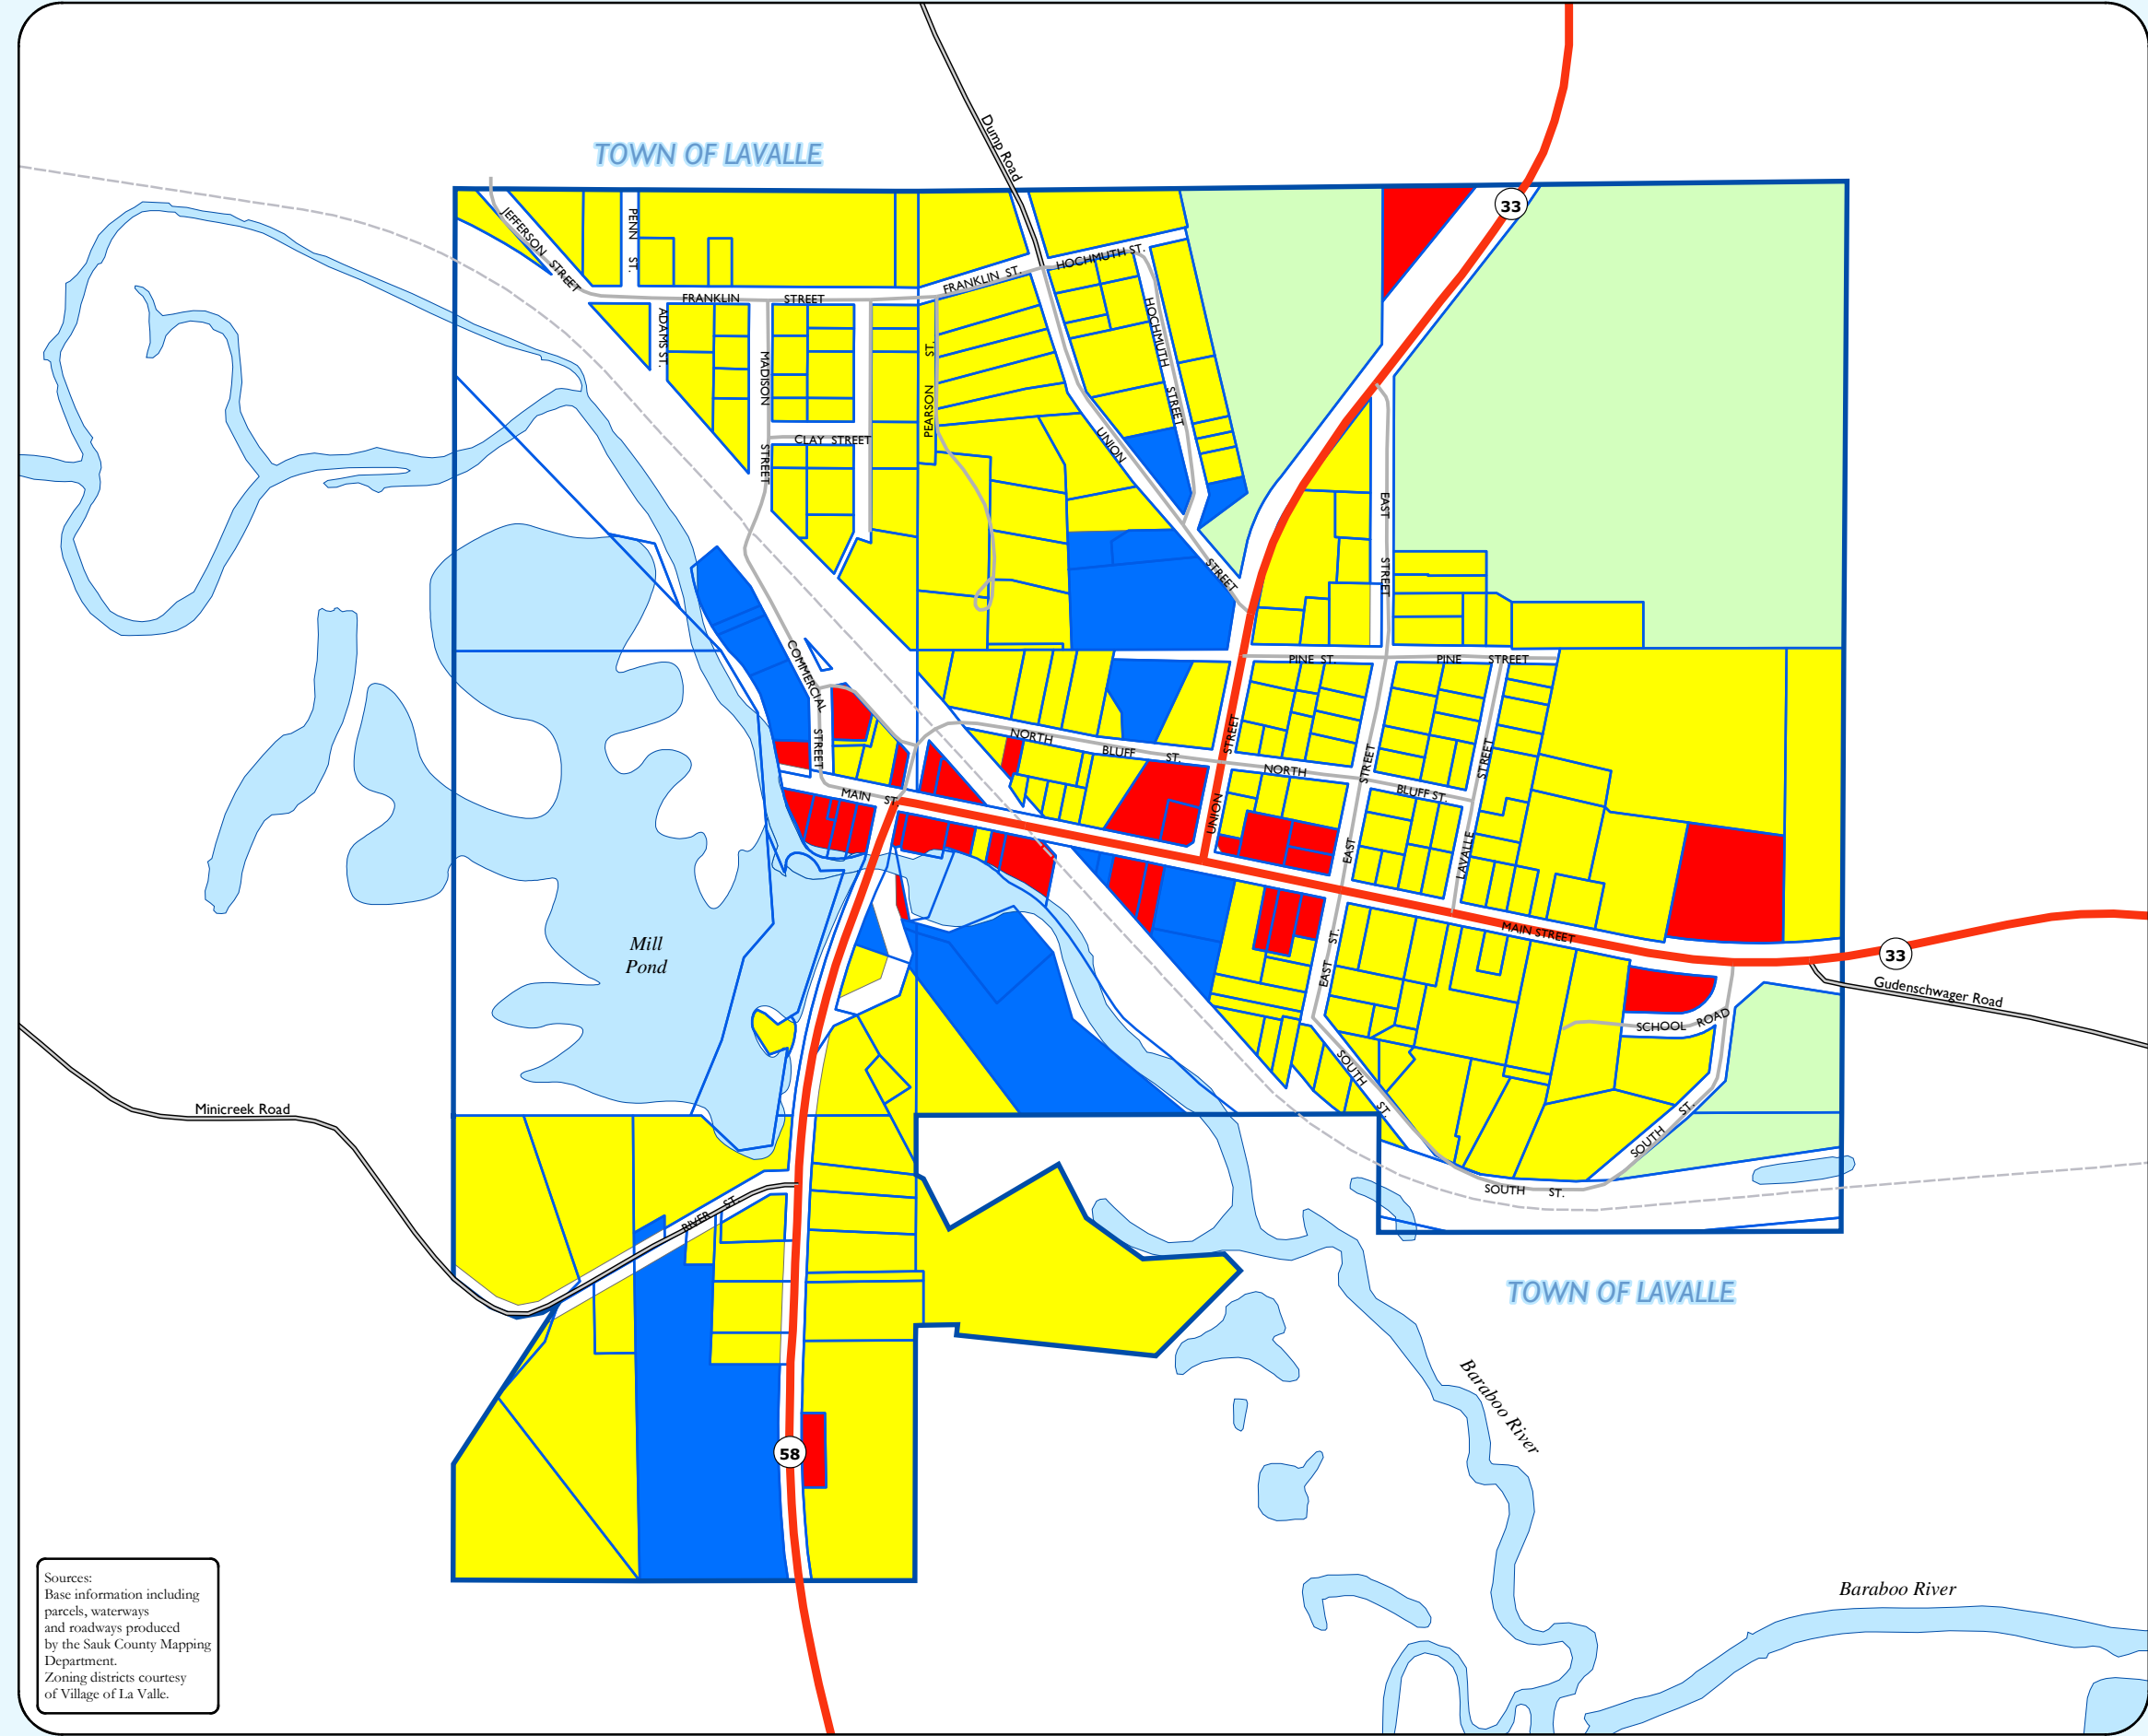 TOWN OF LAVALLE
Dump Road
33
JEFFERSON STREET
PENN ST.
HOCHMUTH ST.
FRANKLIN ST.
FRANKLIN STREET
ADAMS ST.
MADISON STREET
PEARSON ST.
HOCHMUTH STREET
CLAY STREET
UNION STREET
EAST STREET
COMMERCIAL STREET
PINE ST.
PINE STREET
NORTH BLUFF ST.
UNION STREET
NORTH BLUFF ST.
EAST STREET
LAVALLE STREET
MAIN ST.
MAIN STREET
EAST ST.
33
Gudenschwager Road
SCHOOL ROAD
Mill
Pond
SOUTH ST.
SOUTH ST.
SOUTH ST.
Minicreek Road
RIVER ST.
TOWN OF LAVALLE
Baraboo River
58
Baraboo River
Sources:
Base information including
parcels, waterways
and roadways produced
by the Sauk County Mapping
Department.
Zoning districts courtesy
of Village of La Valle.